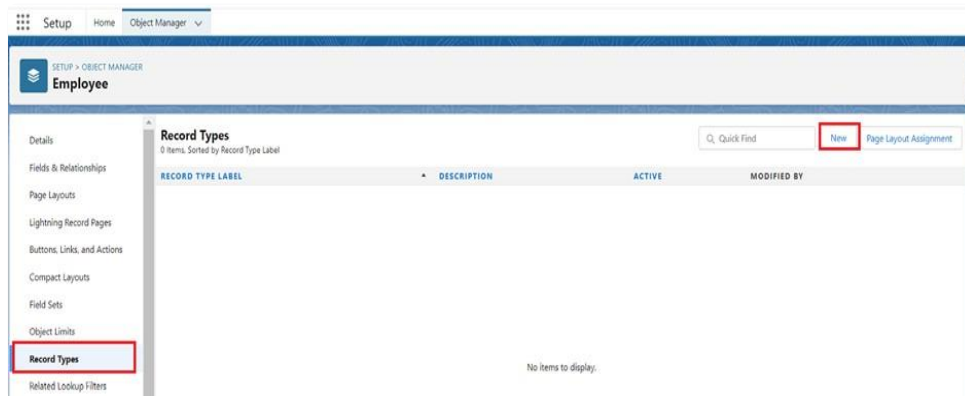 Setup Home Object Manager
SETUP > OBJECT MANAGER
Employee
Details
Fields & Relationships
Page Layouts
Lightning Record Pages
Buttons, Links, and Actions
Compact Layouts
Field Sets
Object Limits
Record Types
Related Lookup Filters
Record Types
0 Items, Sorted by Record Type Label
Quick Find New Page Layout Assignment
RECORD TYPE LABEL DESCRIPTION ACTIVE MODIFIED BY
No items to display.